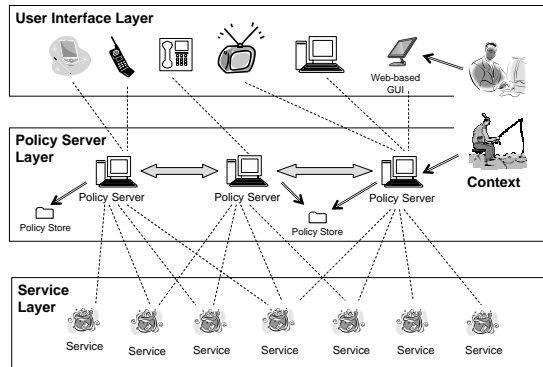 User Interface Layer
Web-based
GUI
Policy Server
Layer
Context
Policy Server
Policy Server
Policy Server
Policy Store
Policy Store
Service
Layer
Service
Service
Service
Service
Service
Service
Service